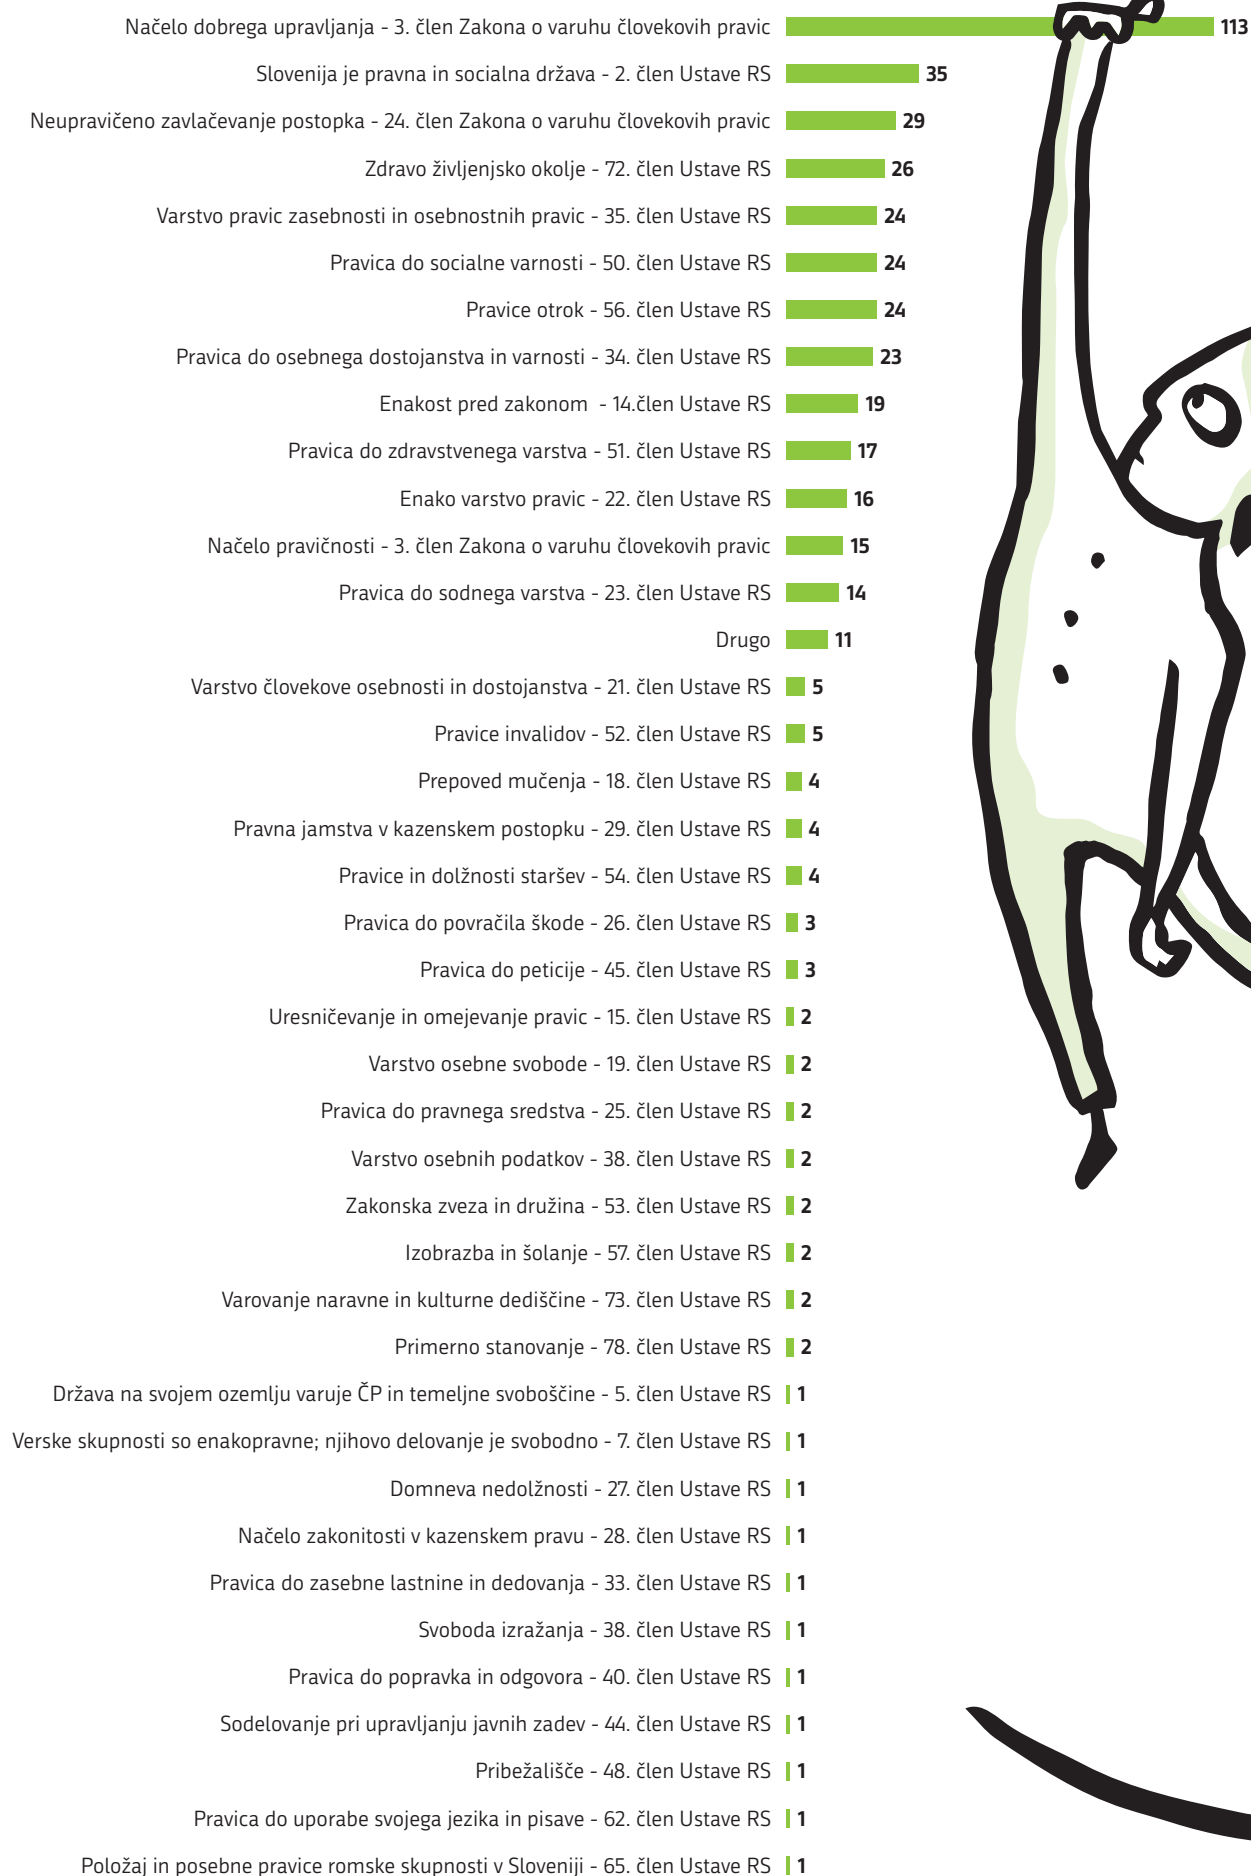 Načelo dobrega upravljanja - 3. člen Zakona o varuhu človekovih pravic 113
Slovenija je pravna in socialna država - 2. člen Ustave RS 35
Neupravičeno zavlačevanje postopka - 24. člen Zakona o varuhu človekovih pravic 29
Zdravo življenjsko okolje - 72. člen Ustave RS 26
Varstvo pravic zasebnosti in osebnostnih pravic - 35. člen Ustave RS 24
Pravica do socialne varnosti - 50. člen Ustave RS 24
Pravice otrok - 56. člen Ustave RS 24
Pravica do osebnega dostojanstva in varnosti - 34. člen Ustave RS 23
Enakost pred zakonom - 14.člen Ustave RS 19
Pravica do zdravstvenega varstva - 51. člen Ustave RS 17
Enako varstvo pravic - 22. člen Ustave RS 16
Načelo pravičnosti - 3. člen Zakona o varuhu človekovih pravic 15
Pravica do sodnega varstva - 23. člen Ustave RS 14
Drugo 11
Varstvo človekove osebnosti in dostojanstva - 21. člen Ustave RS 5
Pravice invalidov - 52. člen Ustave RS 5
Prepoved mučenja - 18. člen Ustave RS 4
Pravna jamstva v kazenskem postopku - 29. člen Ustave RS 4
Pravice in dolžnosti staršev - 54. člen Ustave RS 4
Pravica do povračila škode - 26. člen Ustave RS 3
Pravica do peticije - 45. člen Ustave RS 3
Uresničevanje in omejevanje pravic - 15. člen Ustave RS 2
Varstvo osebne svobode - 19. člen Ustave RS 2
Pravica do pravnega sredstva - 25. člen Ustave RS 2
Varstvo osebnih podatkov - 38. člen Ustave RS 2
Zakonska zveza in družina - 53. člen Ustave RS 2
Izobrazba in šolanje - 57. člen Ustave RS 2
Varovanje naravne in kulturne dediščine - 73. člen Ustave RS 2
Primerno stanovanje - 78. člen Ustave RS 2
Država na svojem ozemlju varuje ČP in temeljne svoboščine - 5. člen Ustave RS 1
Verske skupnosti so enakopravne; njihovo delovanje je svobodno - 7. člen Ustave RS 1
Domneva nedolžnosti - 27. člen Ustave RS 1
Načelo zakonitosti v kazenskem pravu - 28. člen Ustave RS 1
Pravica do zasebne lastnine in dedovanja - 33. člen Ustave RS 1
Svoboda izražanja - 38. člen Ustave RS 1
Pravica do popravka in odgovora - 40. člen Ustave RS 1
Sodelovanje pri upravljanju javnih zadev - 44. člen Ustave RS 1
Pribežališče - 48. člen Ustave RS 1
Pravica do uporabe svojega jezika in pisave - 62. člen Ustave RS 1
Položaj in posebne pravice romske skupnosti v Sloveniji - 65. člen Ustave RS 1